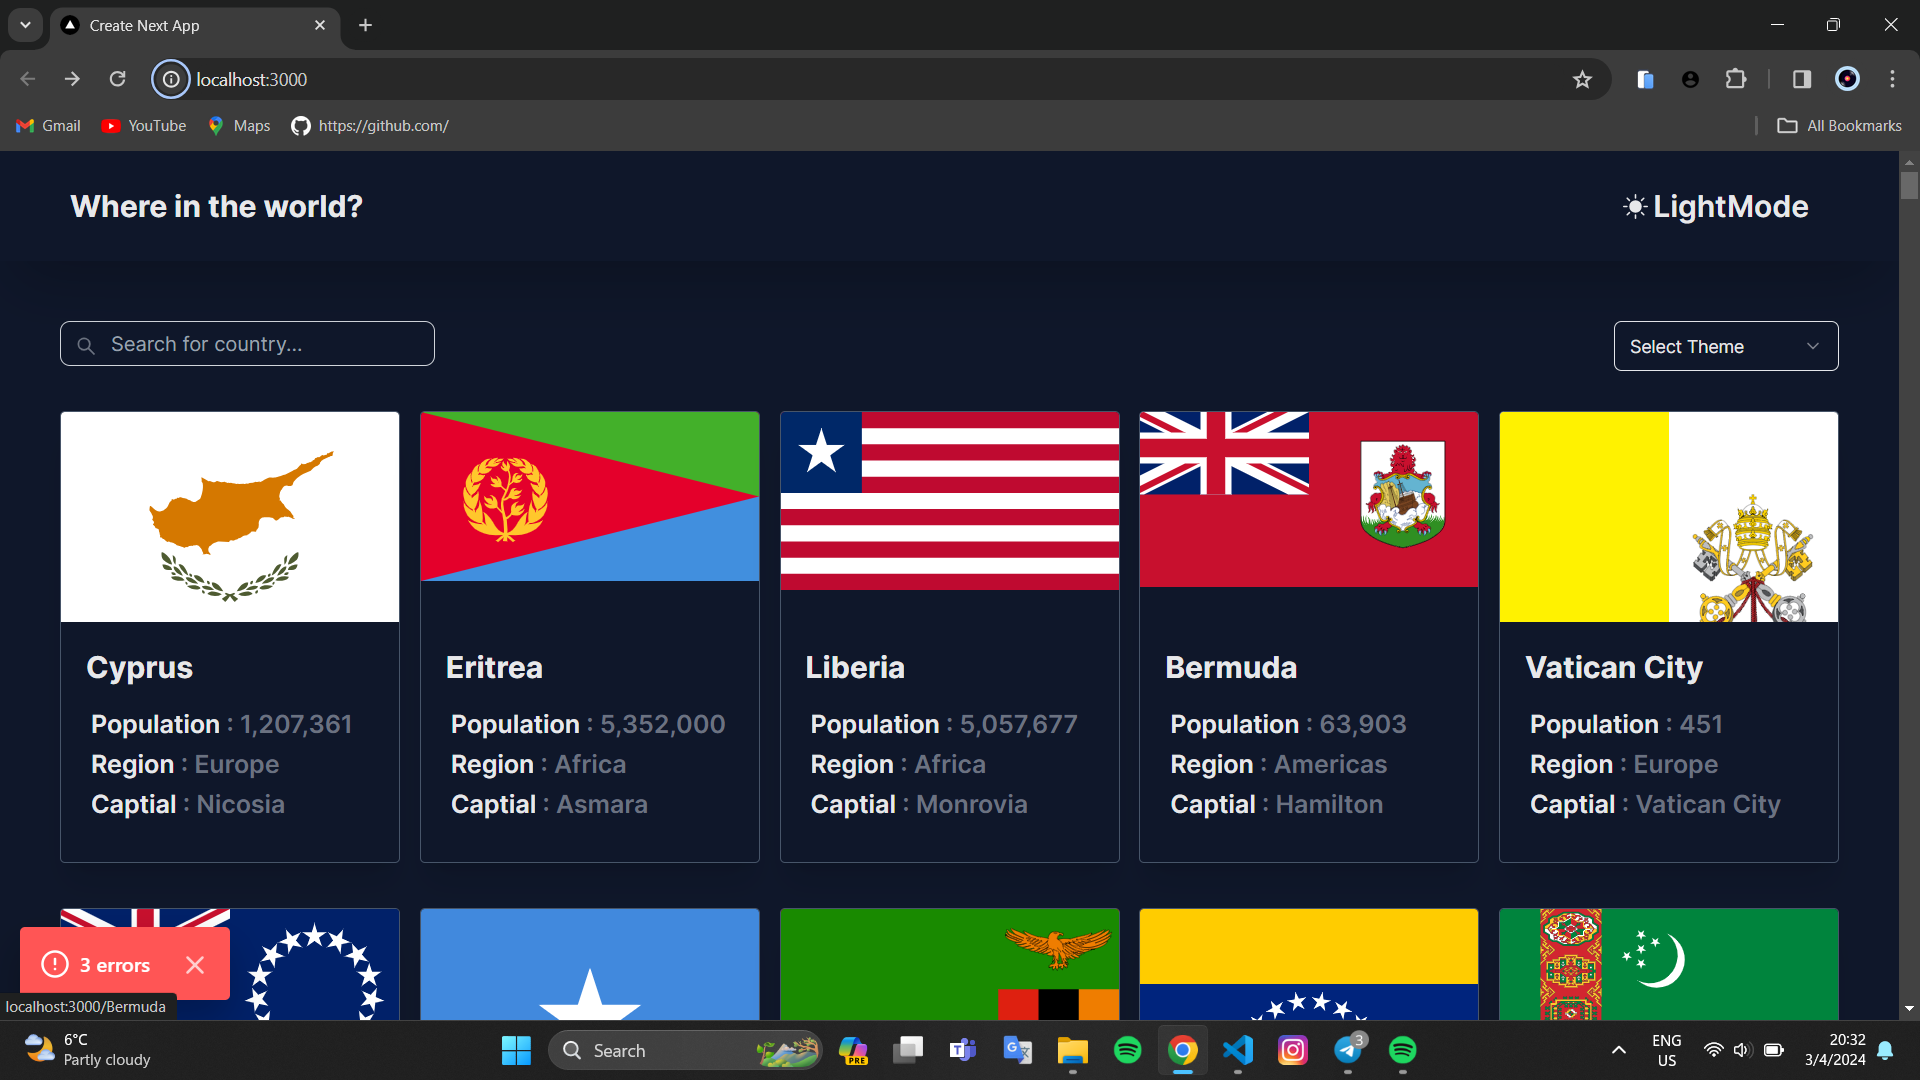 Create Next App
localhost:3000
Gmail YouTube Maps https://github.com/ All Bookmarks
Where in the world? LightMode
Search for country... Select Theme
Cyprus
Population : 1,207,361
Region : Europe
Captial : Nicosia
Eritrea
Population : 5,352,000
Region : Africa
Captial : Asmara
Liberia
Population : 5,057,677
Region : Africa
Captial : Monrovia
Bermuda
Population : 63,903
Region : Americas
Captial : Hamilton
Vatican City
Population : 451
Region : Europe
Captial : Vatican City
3 errors
localhost:3000/Bermuda
6°C
Partly cloudy
Search
PRE
3
ENG
US
20:32
3/4/2024